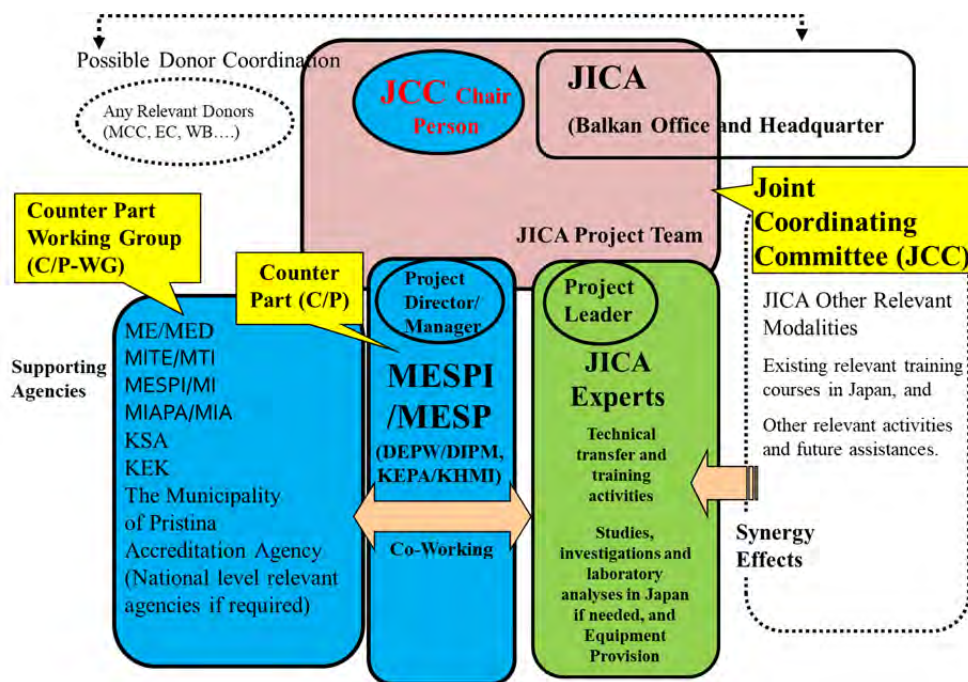 Possible Donor Coordination
Any Relevant Donors
(MCC, EC, WB….)
JCC Chair
Person
JICA
(Balkan Office and Headquarter
Joint
Coordinating
Committee (JCC)
JICA Project Team
Counter Part
Working Group
(C/P-WG)
Counter
Part (C/P)
Project
Director/
Manager
Project
Leader
Supporting
Agencies
ME/MED
MITE/MTI
MESPI/MI
MIAPA/MIA
KSA
KEK
The Municipality
of Pristina
Accreditation Agency
(National level relevant
agencies if required)
MESPI
/MESP
(DEPW/DIPM,
KEPA/KHMI)
Co-Working
JICA
Experts
Technical
transfer and
training
activities
Studies,
investigations and
laboratory
analyses in Japan
if needed, and
Equipment
Provision
JICA Other Relevant
Modalities
Existing relevant training
courses in Japan, and
Other relevant activities
and future assistances.
Synergy
Effects